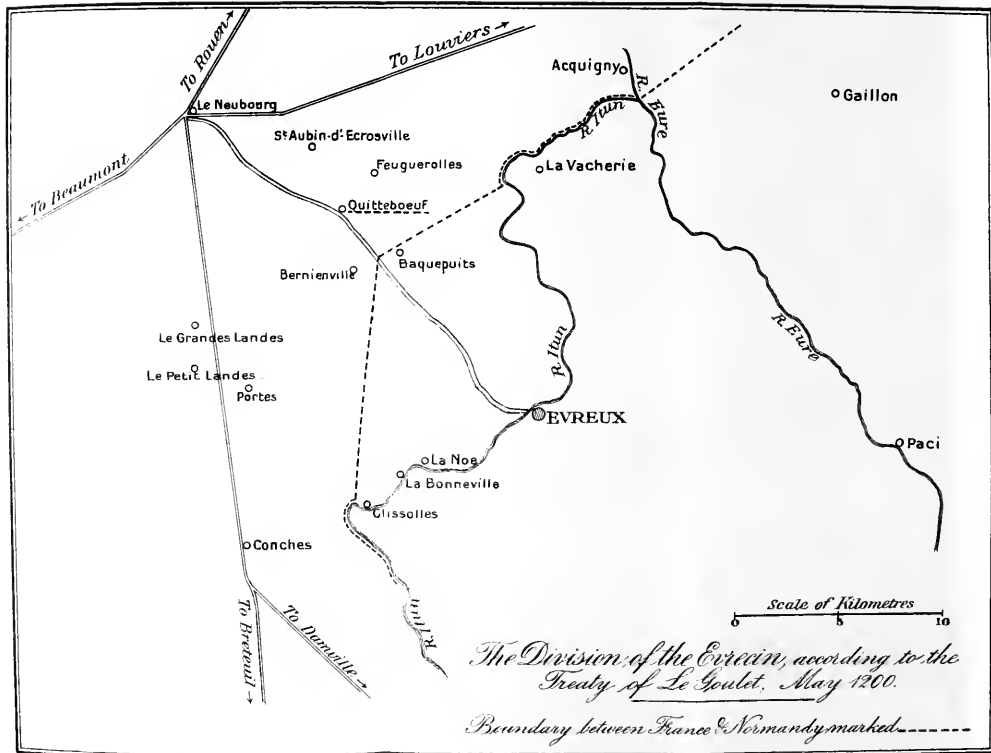 To Rouen
To Louviers
Le Neubourg
Acquigny
R. Eure
Gaillon
R. Itun
St Aubin-d'-Ecrosville
Feuguerolles
La Vacherie
← To Beaumont
Quitteboeuf
Baquepuits
Bernienville
Le Grandes Landes
R. Itun
R. Eure
Le Petit Landes
Portes
EVREUX
Paci
La Noe
La Bonneville
Glissolles
Conches
R. Itun
To Breteuil →
To Damville →
Scale of Kilometres
0 5 10
The Division of the Evrecin, according to the
Treaty of Le Goulet, May 1200.
Boundary between France & Normandy marked